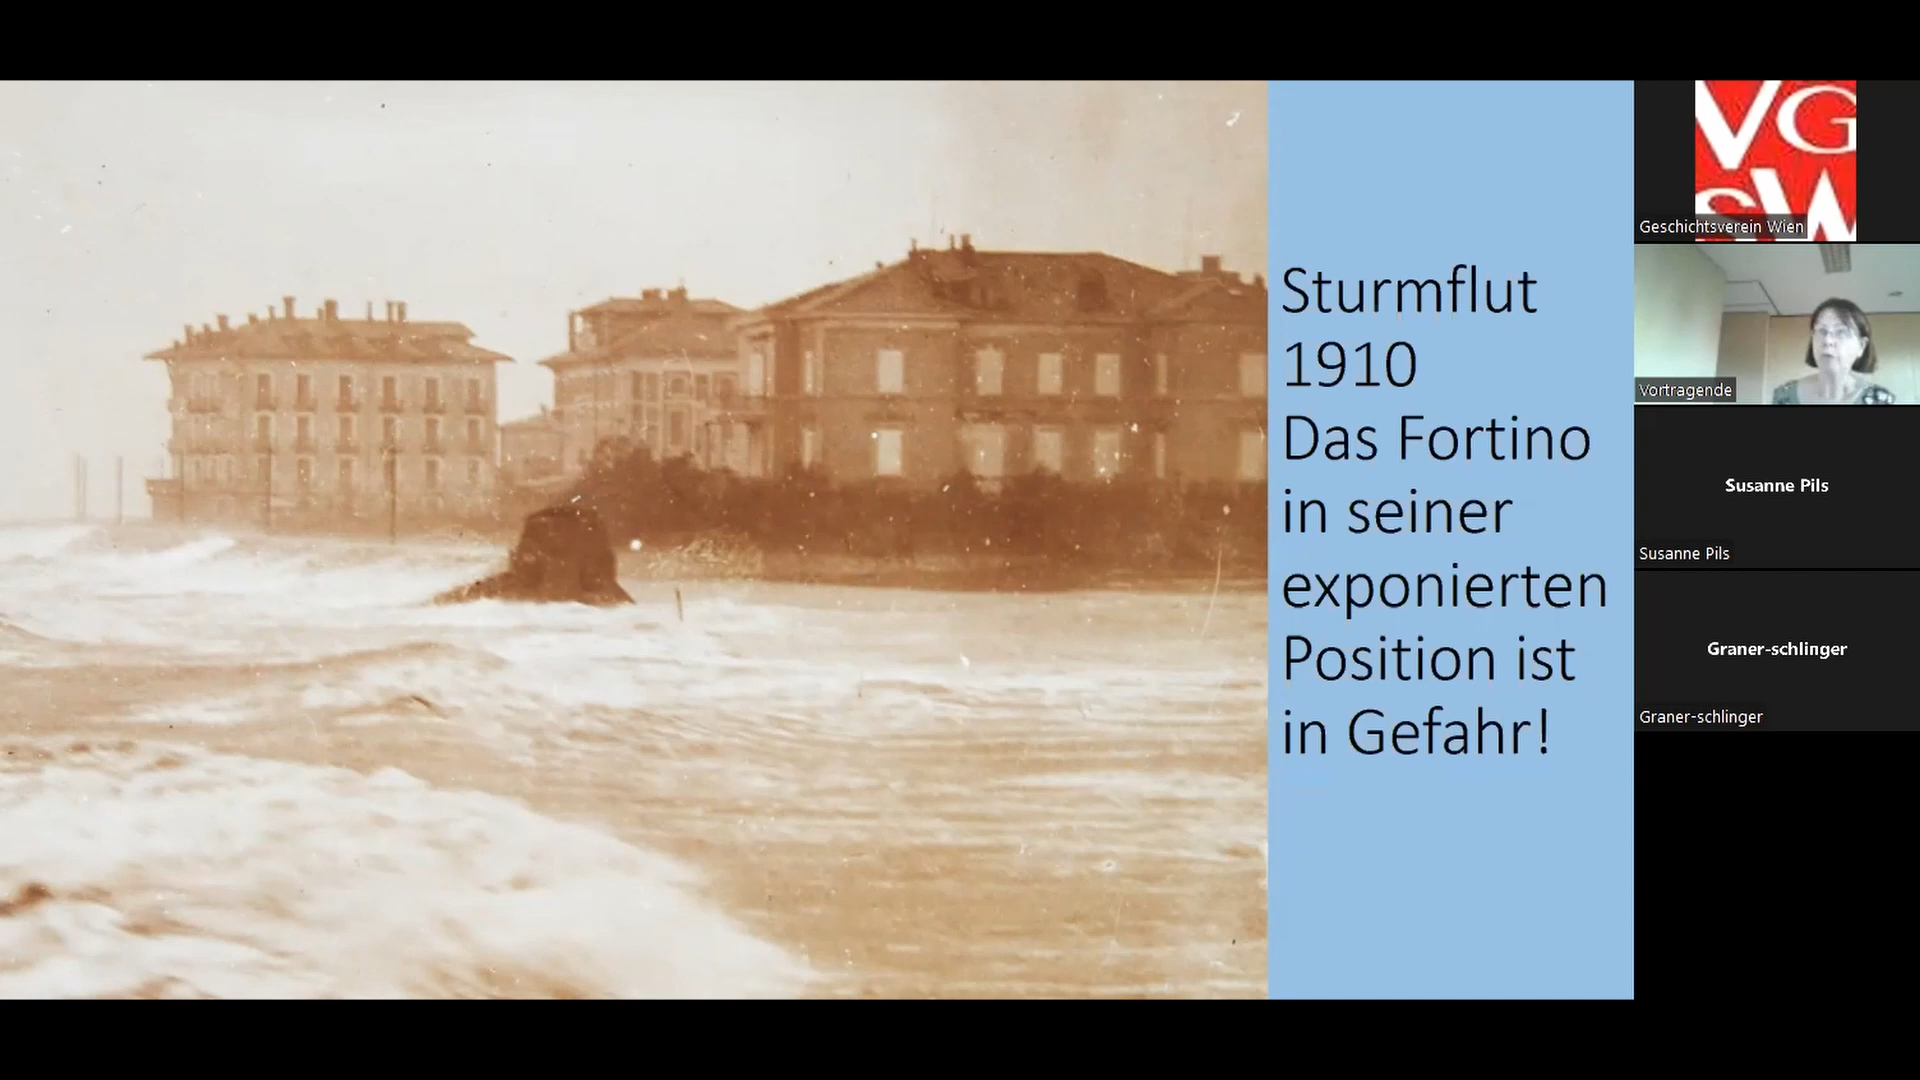 Sturmflut
1910
Das Fortino
in seiner
exponierten
Position ist
in Gefahr!
VG
SW
Geschichtsverein Wien
Vortragende
Susanne Pils
Susanne Pils
Graner-schlinger
Graner-schlinger